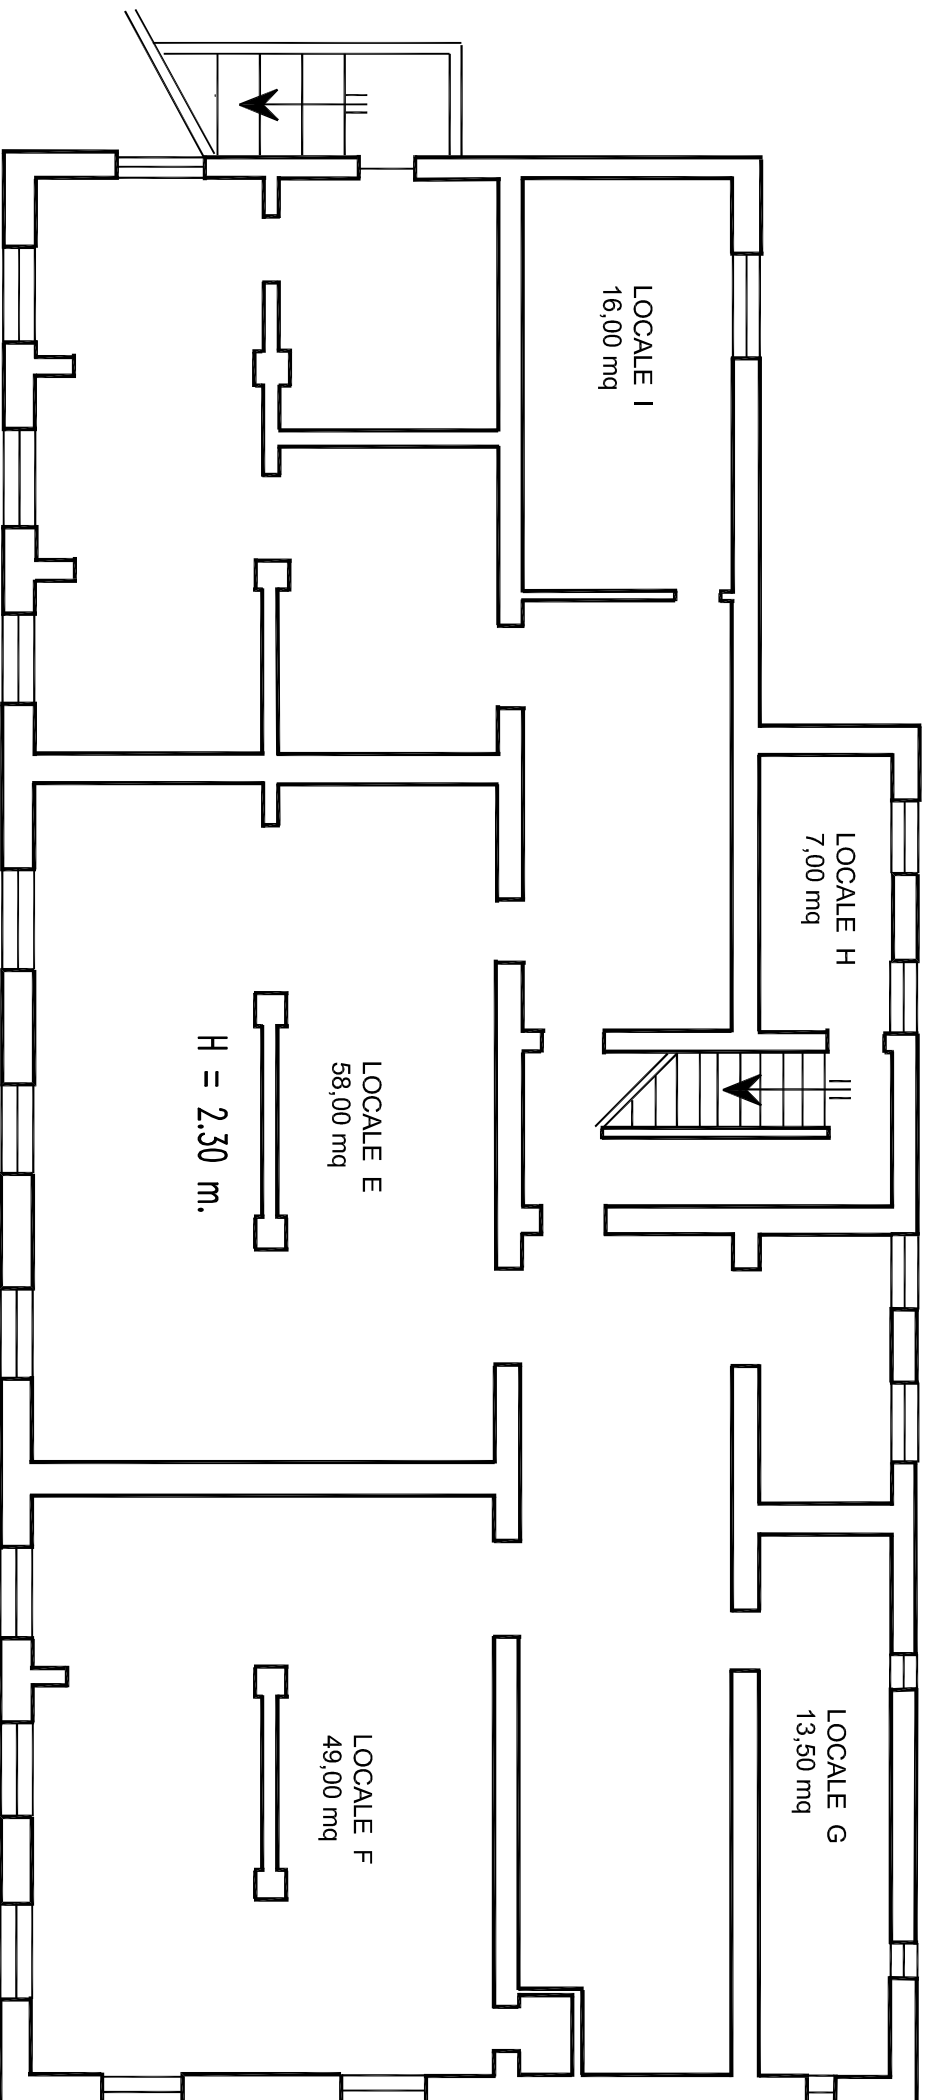 LOCALE I
16,00 mq
LOCALE H
7,00 mq
LOCALE E
58,00 mq
H = 2.30 m.
LOCALE G
13,50 mq
LOCALE F
49,00 mq